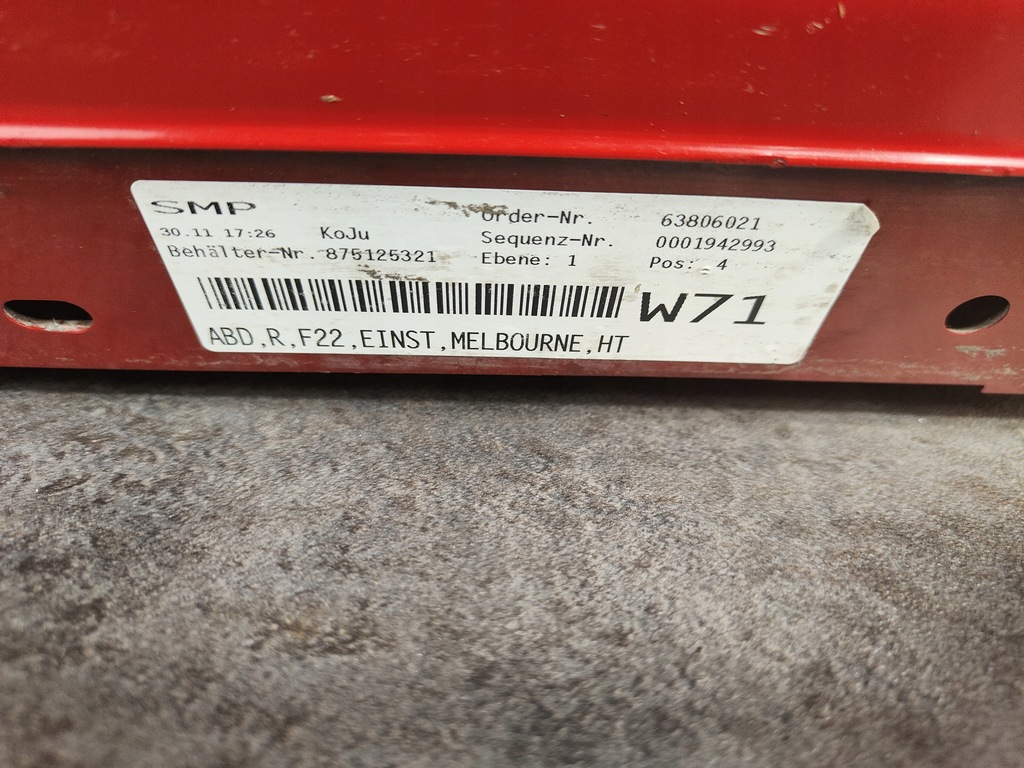 SMP
Order-Nr. 63806021
30.11 17:26 KoJu Sequenz-Nr. 0001942993
Behälter-Nr. 875125321 Ebene: 1 Pos: 4
W71
ABD,R,F22,EINST,MELBOURNE,HT